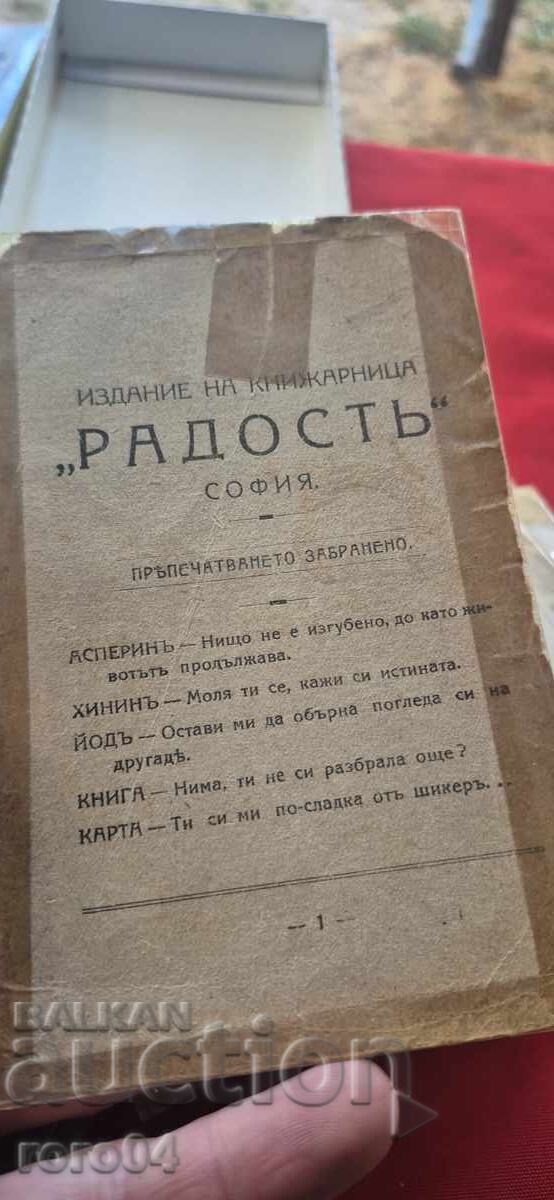 ИЗДАНИЕ НА КНИЖАРНИЦА
„РАДОСТЬ“
СОФИЯ.
ПРѢПЕЧАТВАНЕТО ЗАБРАНЕНО.
АСПЕРИНЪ — Нищо не е изгубено, до като жи-
вотътъ продължава.
ХИНИНЪ — Моля ти се, кажи си истината.
ЙОДЪ — Остави ми да обърна погледа си на
другадѣ.
КНИГА — Нима, ти не си разбрала още?
КАРТА — Ти си ми по-сладка отъ шикеръ...
— 1 —
BALKAN
auction
roro04